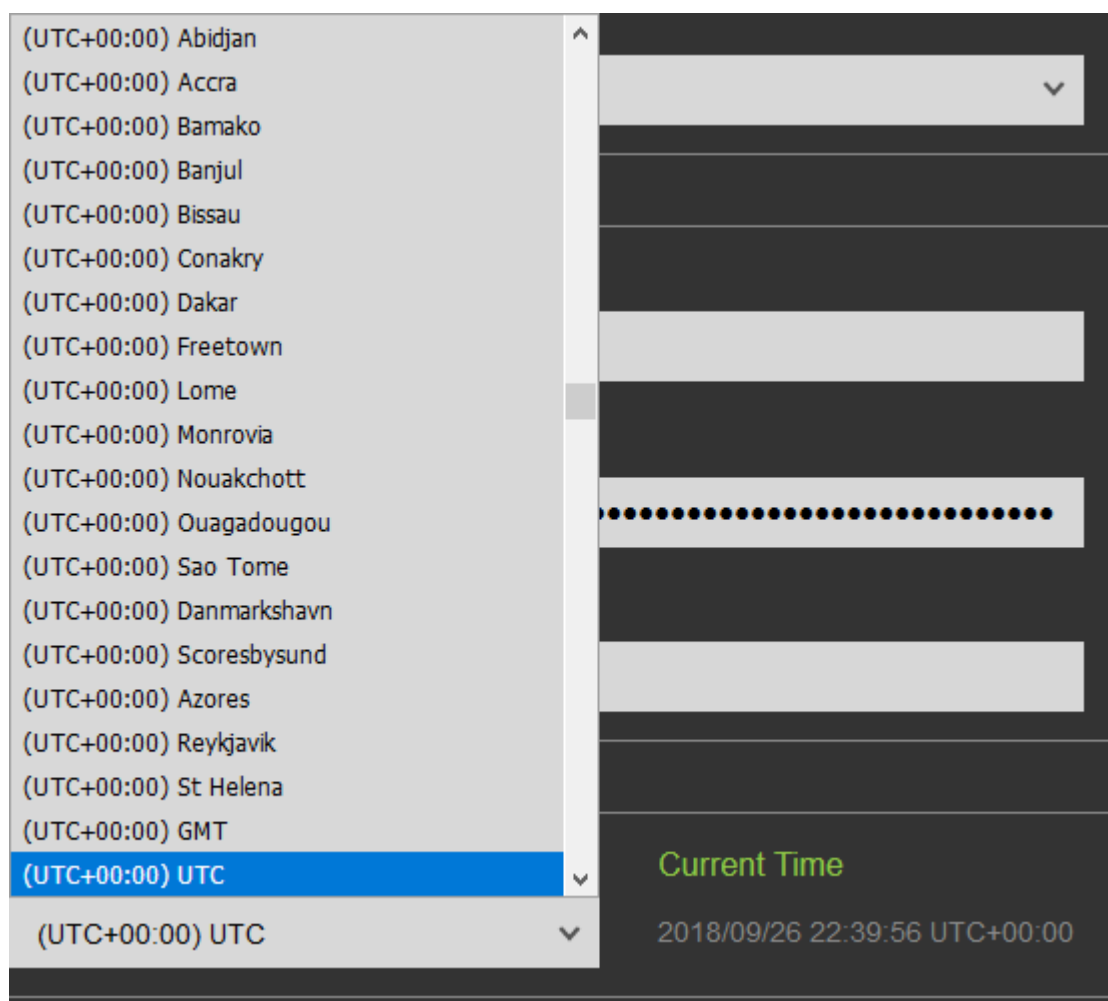 (UTC+00:00) Abidjan
(UTC+00:00) Accra
(UTC+00:00) Bamako
(UTC+00:00) Banjul
(UTC+00:00) Bissau
(UTC+00:00) Conakry
(UTC+00:00) Dakar
(UTC+00:00) Freetown
(UTC+00:00) Lome
(UTC+00:00) Monrovia
(UTC+00:00) Nouakchott
(UTC+00:00) Ouagadougou
(UTC+00:00) Sao Tome
(UTC+00:00) Danmarkshavn
(UTC+00:00) Scoresbysund
(UTC+00:00) Azores
(UTC+00:00) Reykjavik
(UTC+00:00) St Helena
(UTC+00:00) GMT
(UTC+00:00) UTC
(UTC+00:00) UTC
Current Time
2018/09/26 22:39:56 UTC+00:00